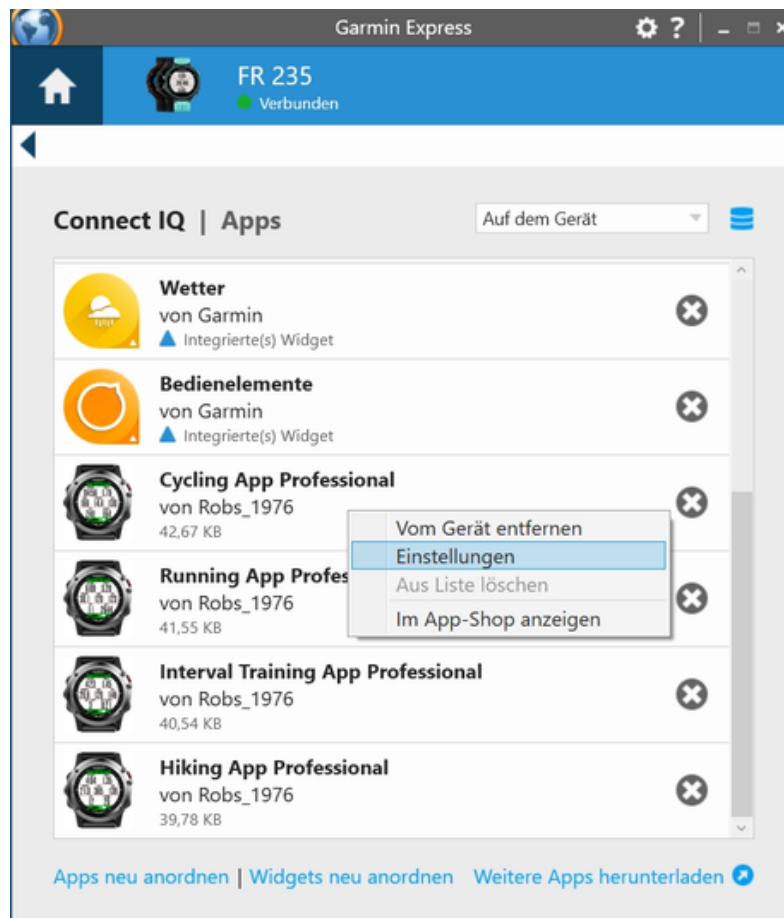 Garmin Express
?
FR 235
Verbunden
Connect IQ | Apps
Auf dem Gerät
Wetter
von Garmin
Integrierte(s) Widget
Bedienelemente
von Garmin
Integrierte(s) Widget
Cycling App Professional
von Robs_1976
42,67 KB
Vom Gerät entfernen
Einstellungen
Aus Liste löschen
Im App-Shop anzeigen
Running App Profes
von Robs_1976
41,55 KB
Interval Training App Professional
von Robs_1976
40,54 KB
Hiking App Professional
von Robs_1976
39,78 KB
Apps neu anordnen | Widgets neu anordnen Weitere Apps herunterladen